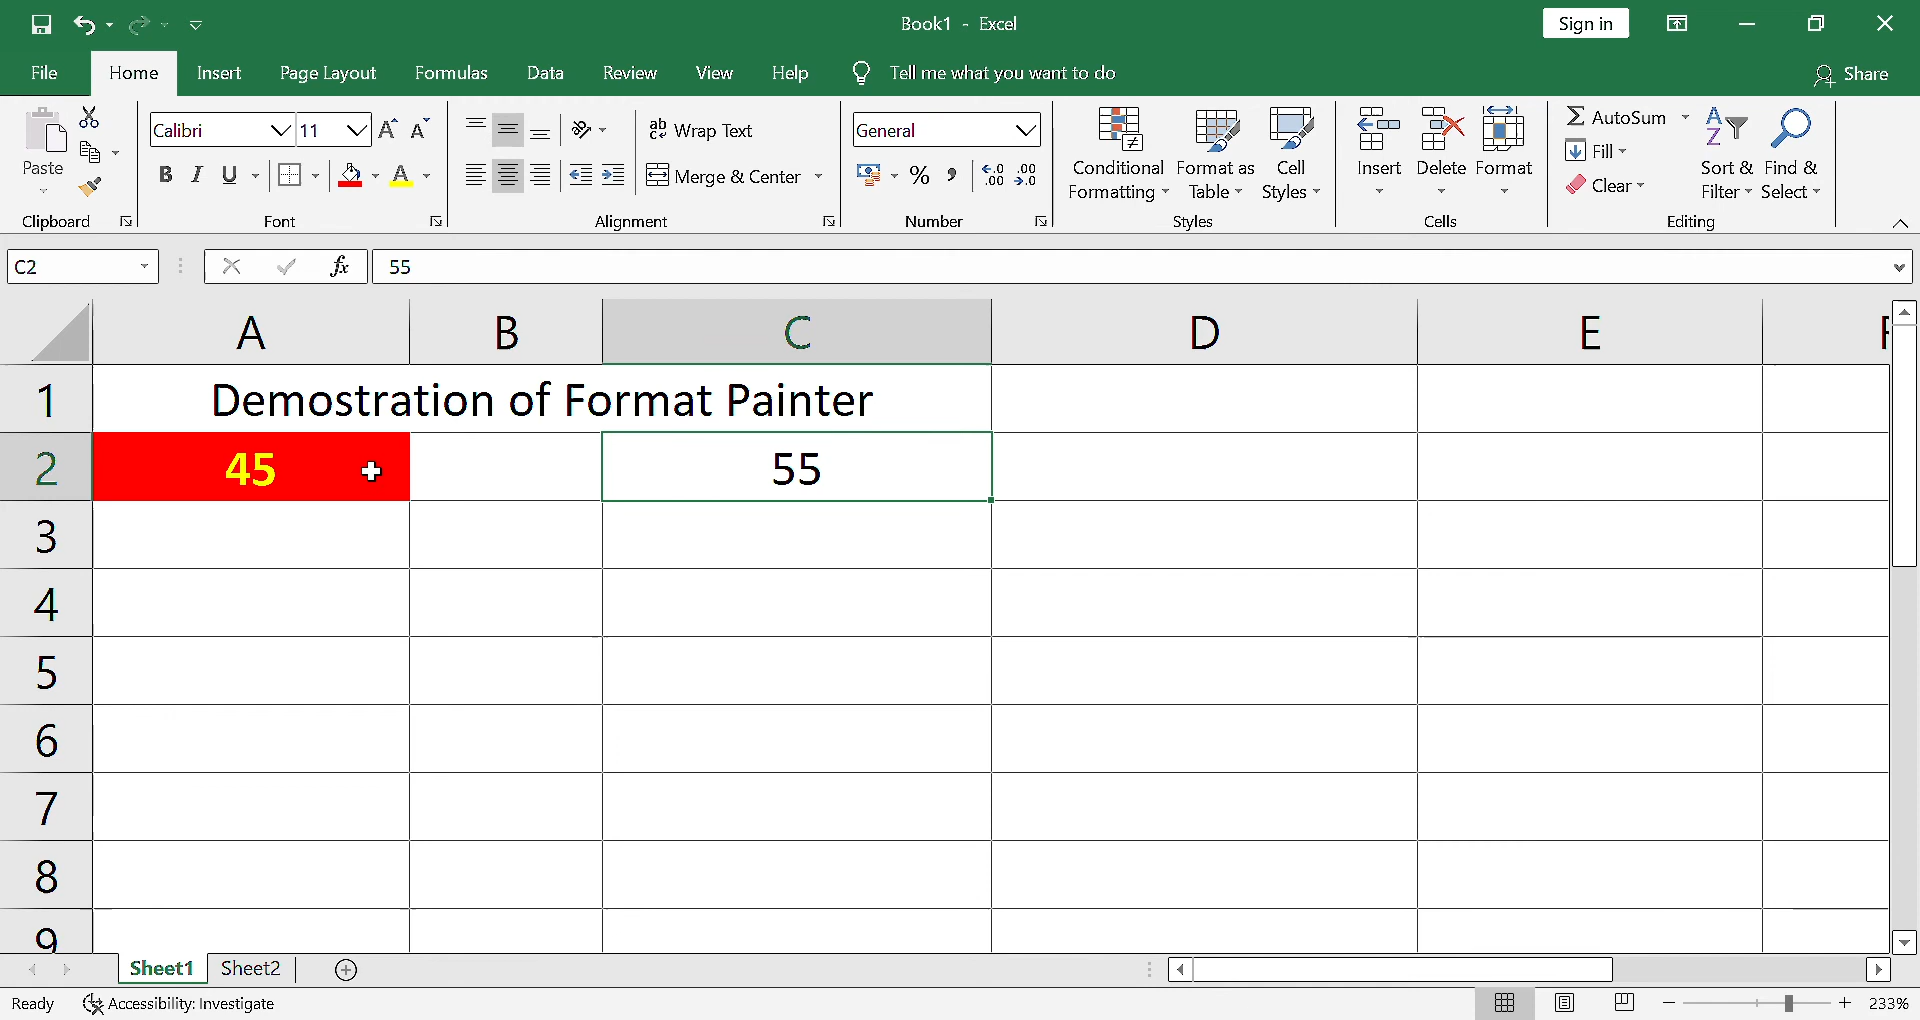 Book1 - Excel
Sign in
File Home Insert Page Layout Formulas Data Review View Help Tell me what you want to do Share
Paste
Clipboard
Calibri 11
B I U
Font
Wrap Text
Merge & Center
Alignment
General
Number
Conditional Formatting
Format as Table
Cell Styles
Styles
Insert Delete Format
Cells
AutoSum
Fill
Clear
Sort & Filter
Find & Select
Editing
C2 fx 55
A B C D E
1 Demostration of Format Painter
2 45 55
3
4
5
6
7
8
9
Sheet1 Sheet2
Ready Accessibility: Investigate 233%